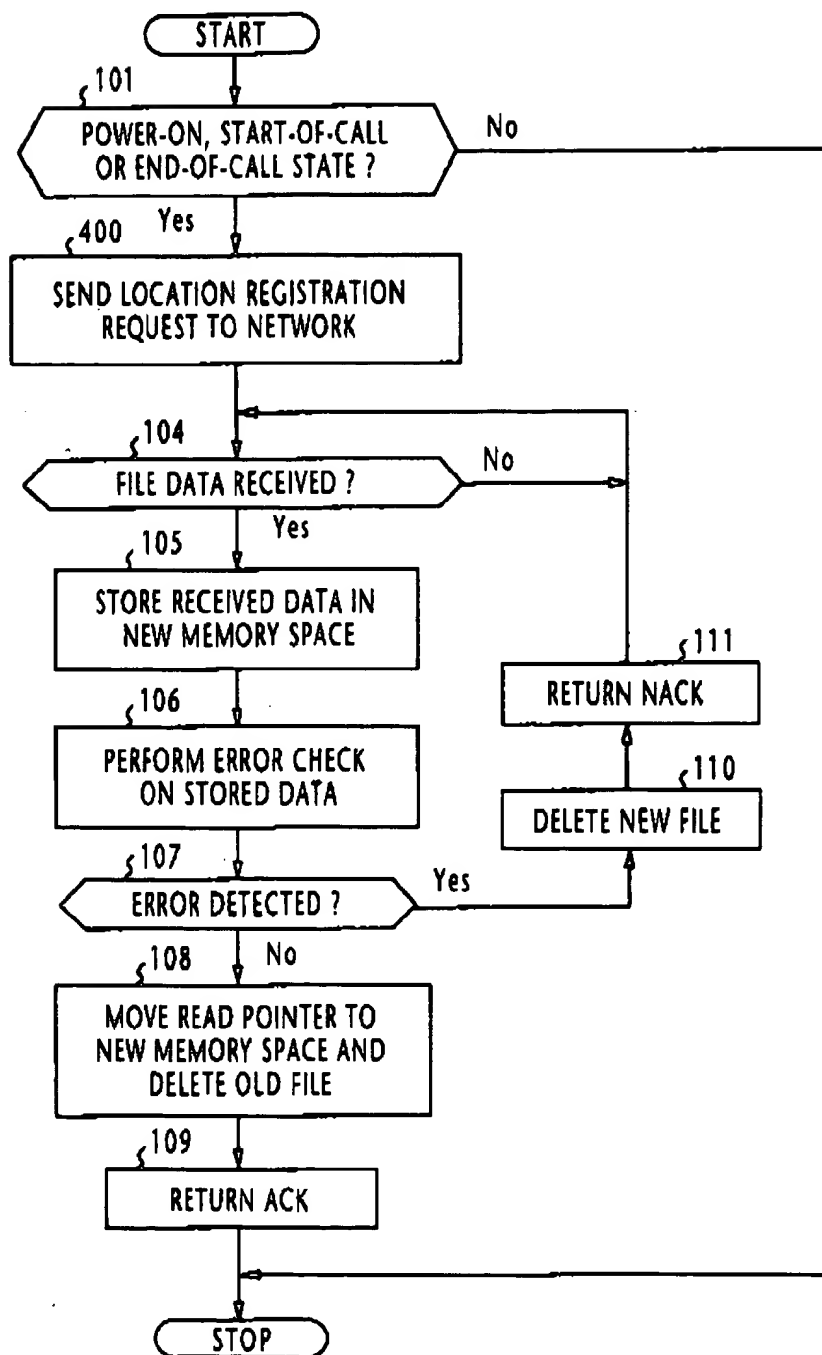 START
101
POWER-ON, START-OF-CALL
OR END-OF-CALL STATE ?
No
Yes
400
SEND LOCATION REGISTRATION
REQUEST TO NETWORK
104
FILE DATA RECEIVED ?
No
Yes
105
STORE RECEIVED DATA IN
NEW MEMORY SPACE
111
RETURN NACK
106
PERFORM ERROR CHECK
ON STORED DATA
110
DELETE NEW FILE
107
ERROR DETECTED ?
Yes
No
108
MOVE READ POINTER TO
NEW MEMORY SPACE AND
DELETE OLD FILE
109
RETURN ACK
STOP